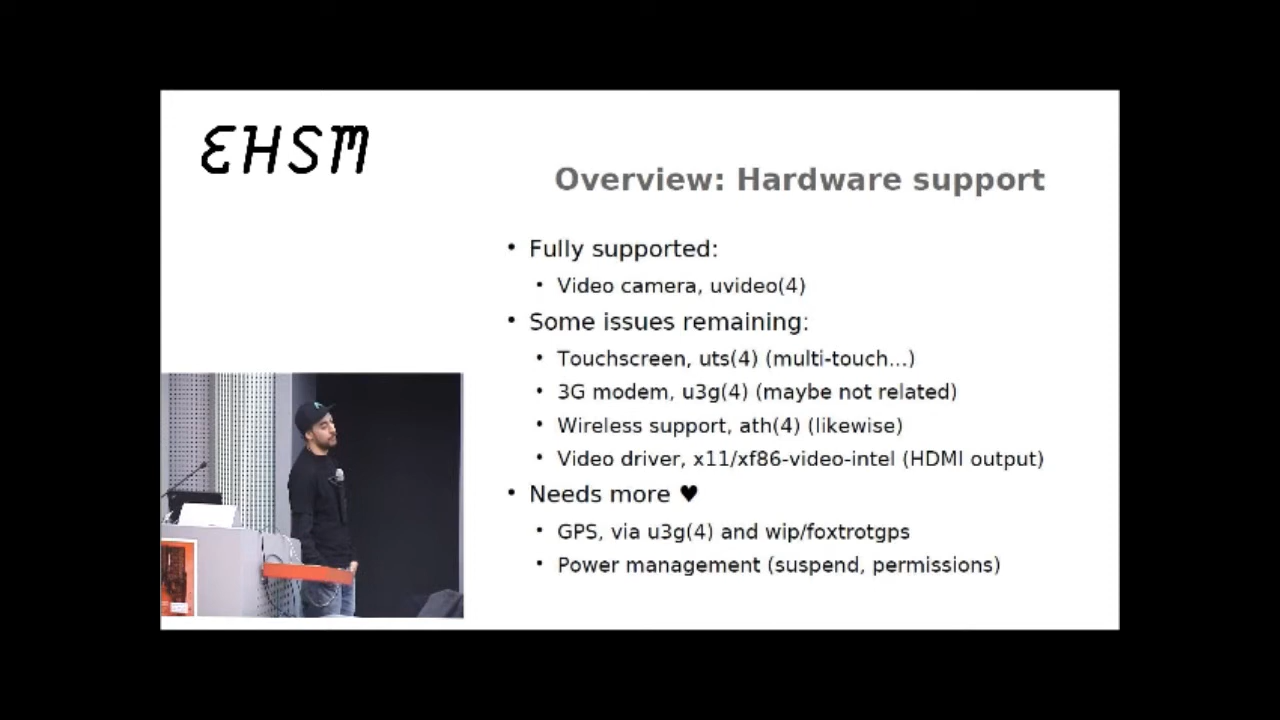 EHSM
Overview: Hardware support
• Fully supported:
• Video camera, uvideo(4)
• Some issues remaining:
• Touchscreen, uts(4) (multi-touch...)
• 3G modem, u3g(4) (maybe not related)
• Wireless support, ath(4) (likewise)
• Video driver, x11/xf86-video-intel (HDMI output)
• Needs more ♥
• GPS, via u3g(4) and wip/foxtrotgps
• Power management (suspend, permissions)